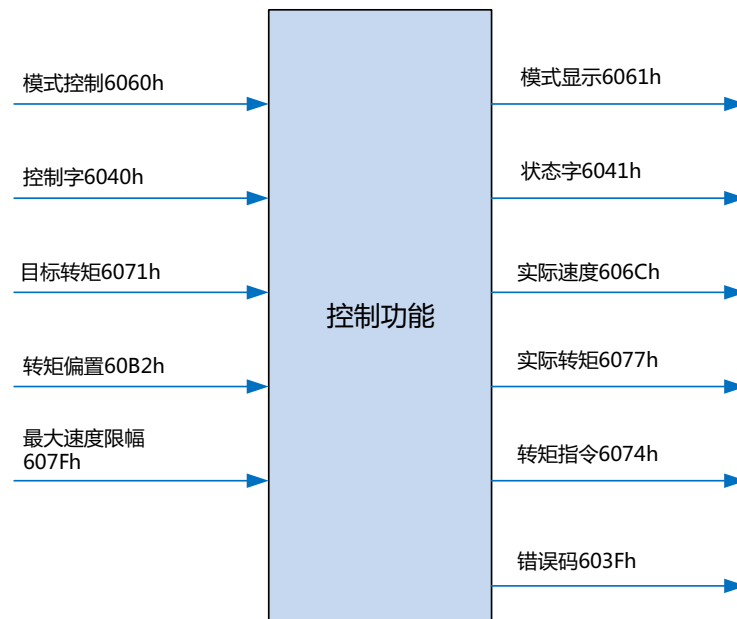 模式控制6060h
控制字6040h
目标转矩6071h
转矩偏置60B2h
最大速度限幅
607Fh
控制功能
模式显示6061h
状态字6041h
实际速度606Ch
实际转矩6077h
转矩指令6074h
错误码603Fh